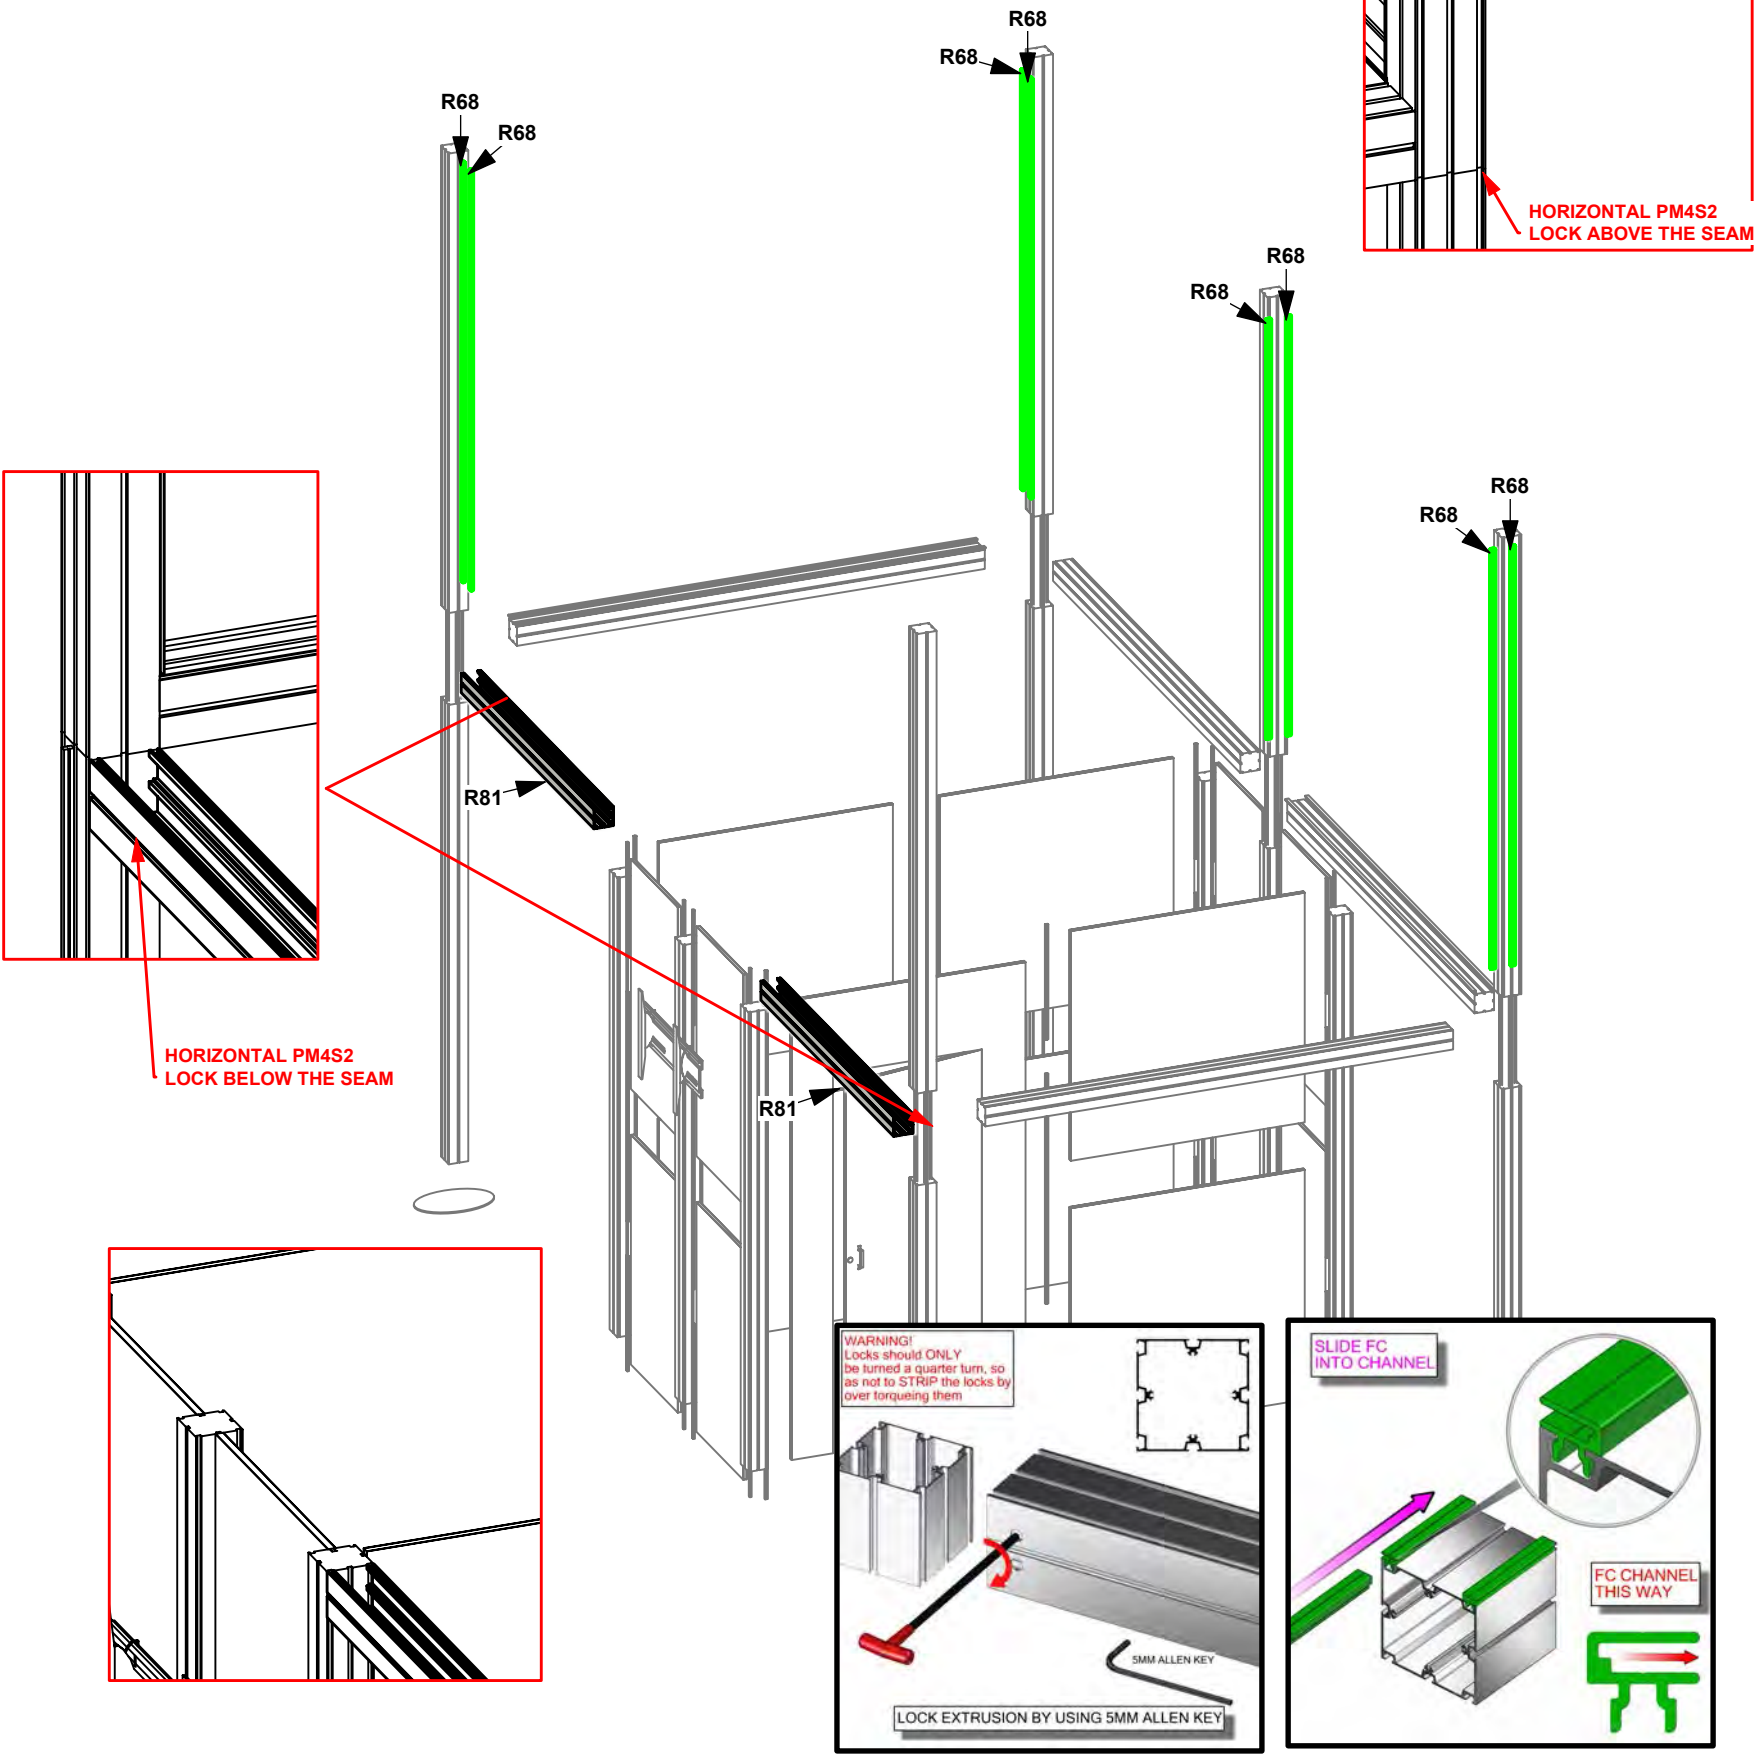 R68
R68
R68
R68
HORIZONTAL PM4S2
LOCK ABOVE THE SEAM
R68
R68
R68
R68
R81
HORIZONTAL PM4S2
LOCK BELOW THE SEAM
R81
WARNING!
Locks should ONLY
be turned a quarter turn, so
as not to STRIP the locks by
over torqueing them
5MM ALLEN KEY
LOCK EXTRUSION BY USING 5MM ALLEN KEY
SLIDE FC
INTO CHANNEL
FC CHANNEL
THIS WAY